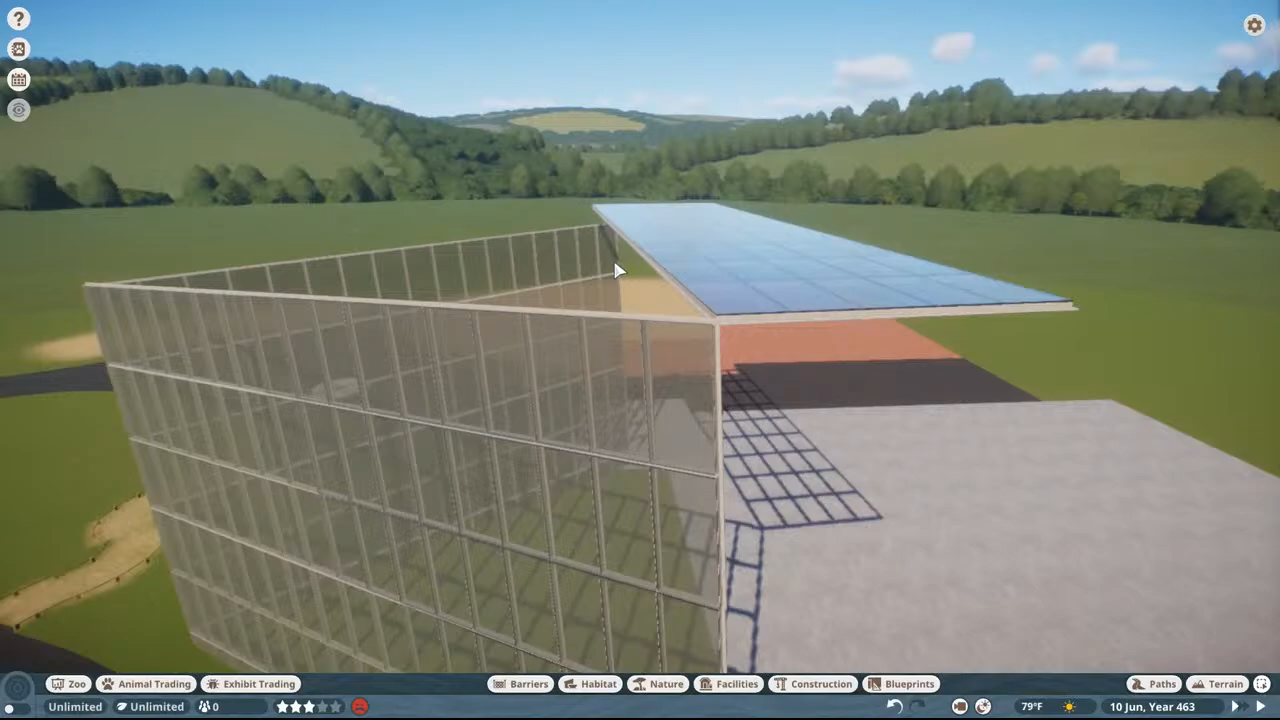 ?
Zoo
Animal Trading
Exhibit Trading
Barriers
Habitat
Nature
Facilities
Construction
Blueprints
Paths
Terrain
Unlimited
Unlimited
0
79°F
10 Jun, Year 463